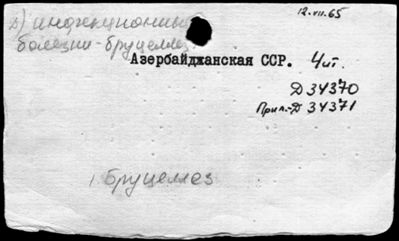 12.VII.65
д) инфекционные
болезни - бруцеллез.
Азербайджанская ССР. 4 шт.
Д 34370
Прил.-Д 34371
1. бруцеллез